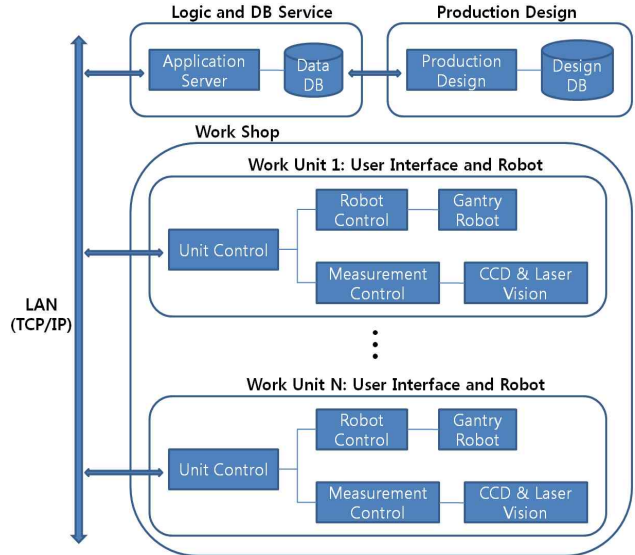 Logic and DB Service
Production Design
Application
Server
Data
DB
Production
Design
Design
DB
Work Shop
Work Unit 1: User Interface and Robot
Robot
Control
Gantry
Robot
Unit Control
Measurement
Control
CCD & Laser
Vision
LAN
(TCP/IP)
Work Unit N: User Interface and Robot
Robot
Control
Gantry
Robot
Unit Control
Measurement
Control
CCD & Laser
Vision